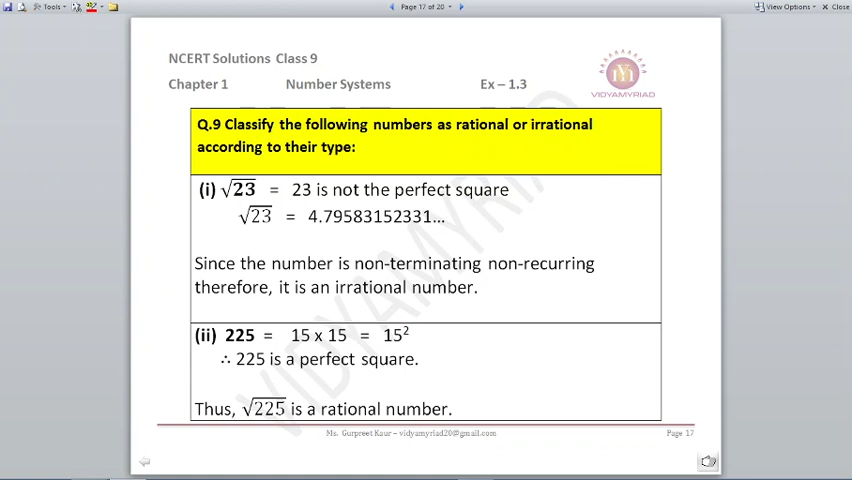 Tools
Page 17 of 20
View Options
Close
NCERT Solutions Class 9
Chapter 1 Number Systems Ex – 1.3
VIDYAMYRIAD
Q.9 Classify the following numbers as rational or irrational
according to their type:
(i) √23 = 23 is not the perfect square
√23 = 4.79583152331...
Since the number is non-terminating non-recurring
therefore, it is an irrational number.
(ii) 225 = 15 x 15 = 15²
∴ 225 is a perfect square.
Thus, √225 is a rational number.
Ms. Gurpreet Kaur – vidyamyriad20@gmail.com
Page 17
VIDYAMYRIAD